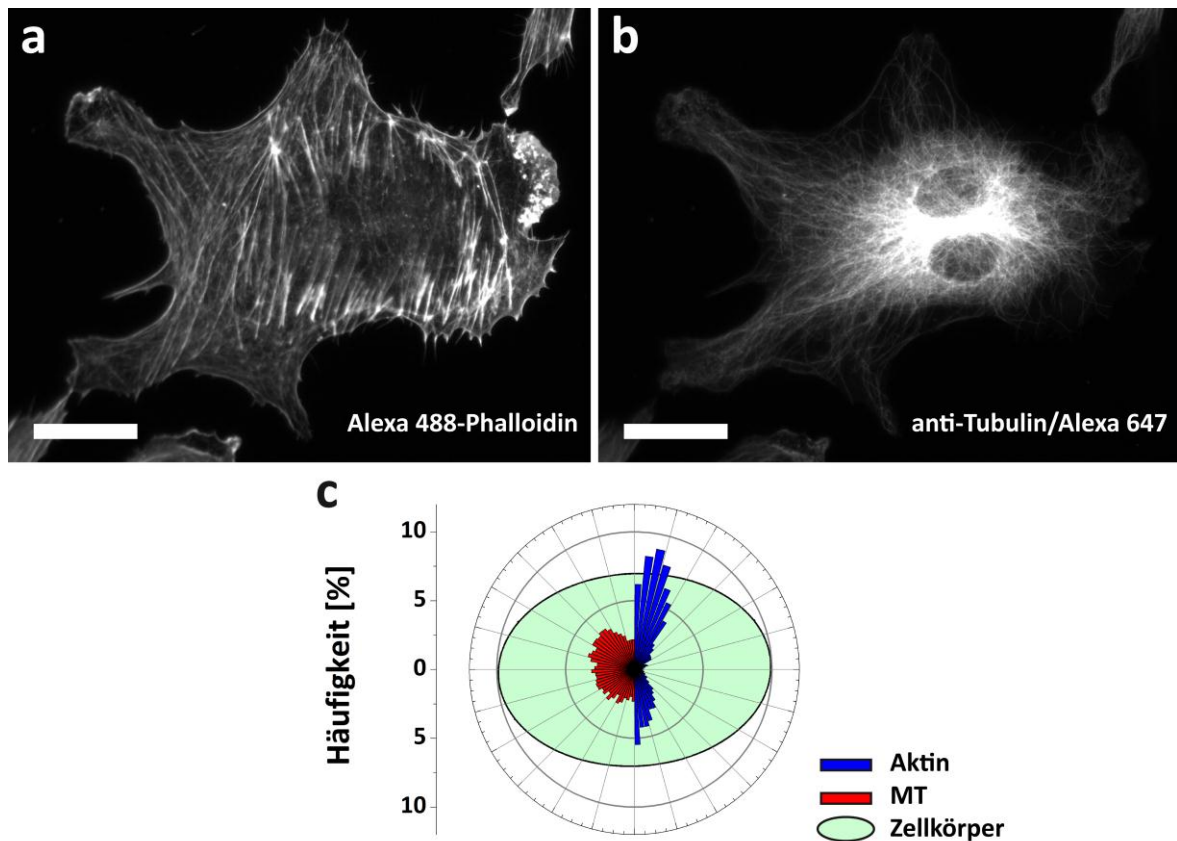 a
b
Alexa 488-Phalloidin
anti-Tubulin/Alexa 647
c
Häufigkeit [%]
10
5
0
5
10
Aktin
MT
Zellkörper